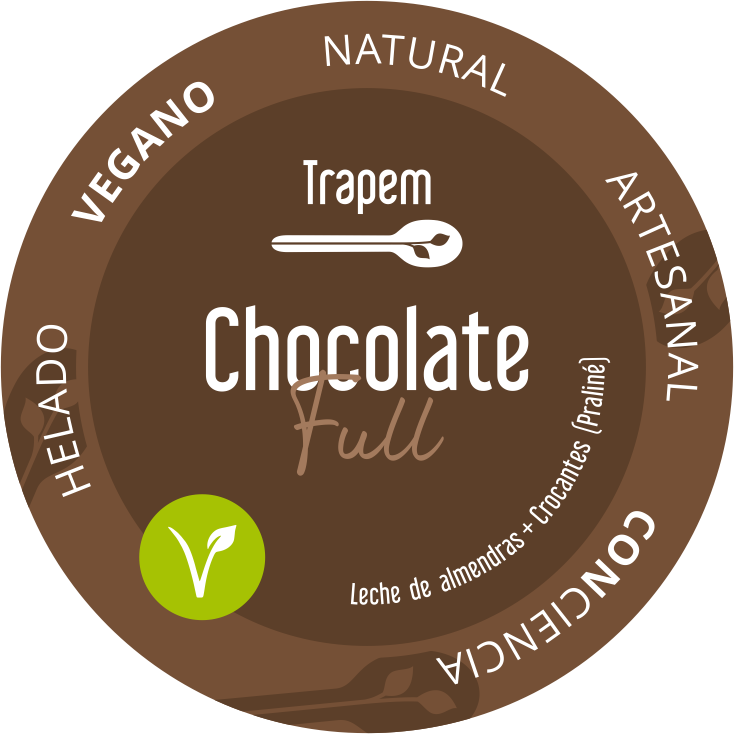 HELADO VEGANO NATURAL ARTESANAL CONCIENCIA
Trapem
Chocolate
Full
Leche de almendras + Crocantes (Praliné)